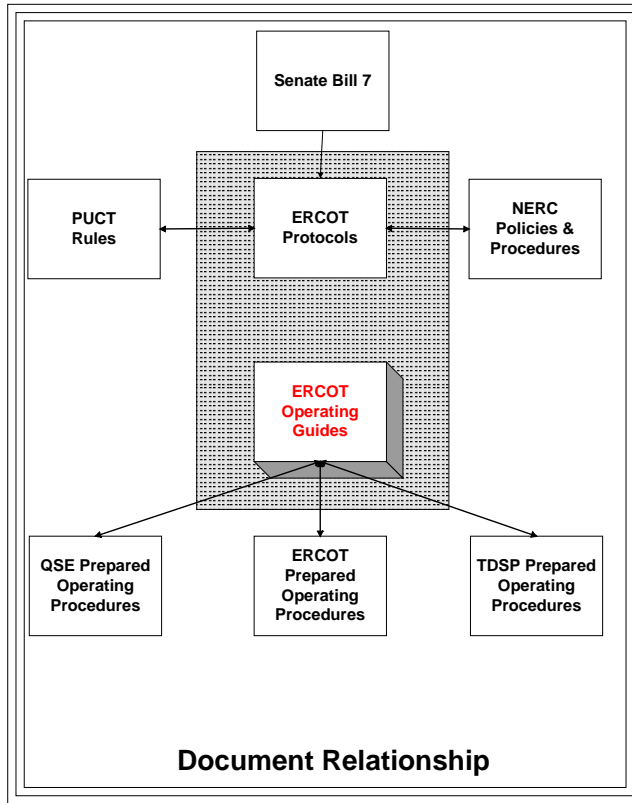 Senate Bill 7
PUCT
Rules
ERCOT
Protocols
NERC
Policies &
Procedures
ERCOT
Operating
Guides
QSE Prepared
Operating
Procedures
ERCOT
Prepared
Operating
Procedures
TDSP Prepared
Operating
Procedures
Document Relationship